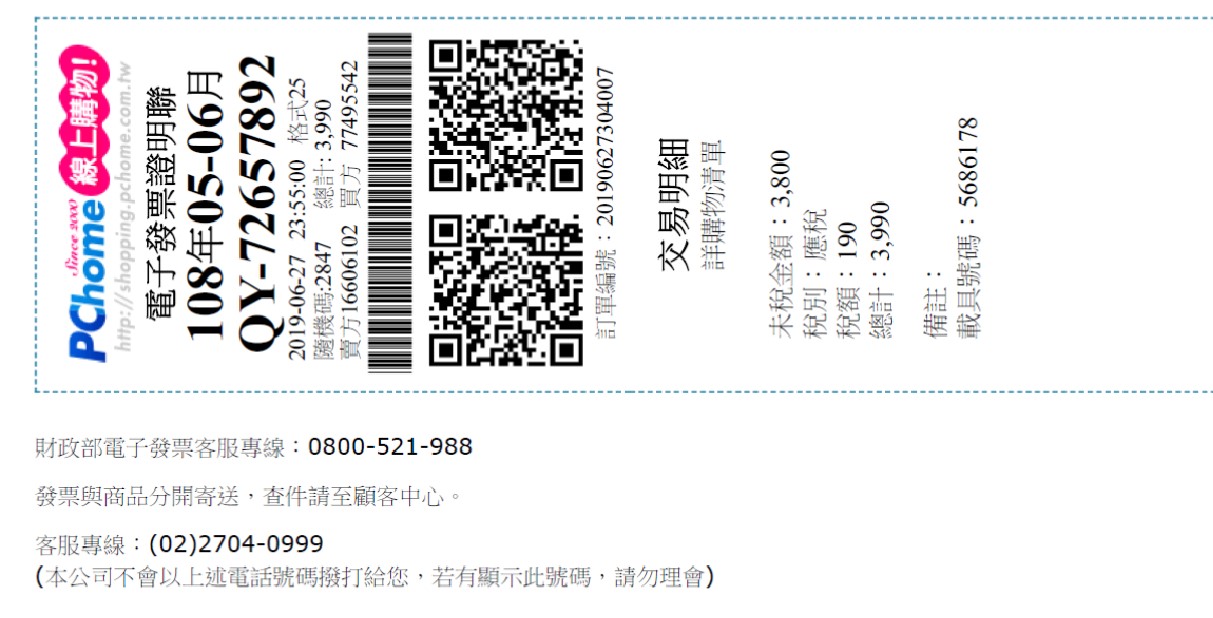 PChome Since 2000 線上購物!
http://shopping.pchome.com.tw
電子發票證明聯
108年05-06月
QY-72657892
2019-06-27 23:55:00 格式25
隨機碼:2847 總計: 3,990
賣方16606102 買方 77495542
訂單編號：20190627304007
交易明細
詳購物清單
未稅金額：3,800
稅別：應稅
稅額：190
總計：3,990
備註：
載具號碼：5686178
財政部電子發票客服專線：0800-521-988
發票與商品分開寄送，查件請至顧客中心。
客服專線：(02)2704-0999
(本公司不會以上述電話號碼撥打給您，若有顯示此號碼，請勿理會)